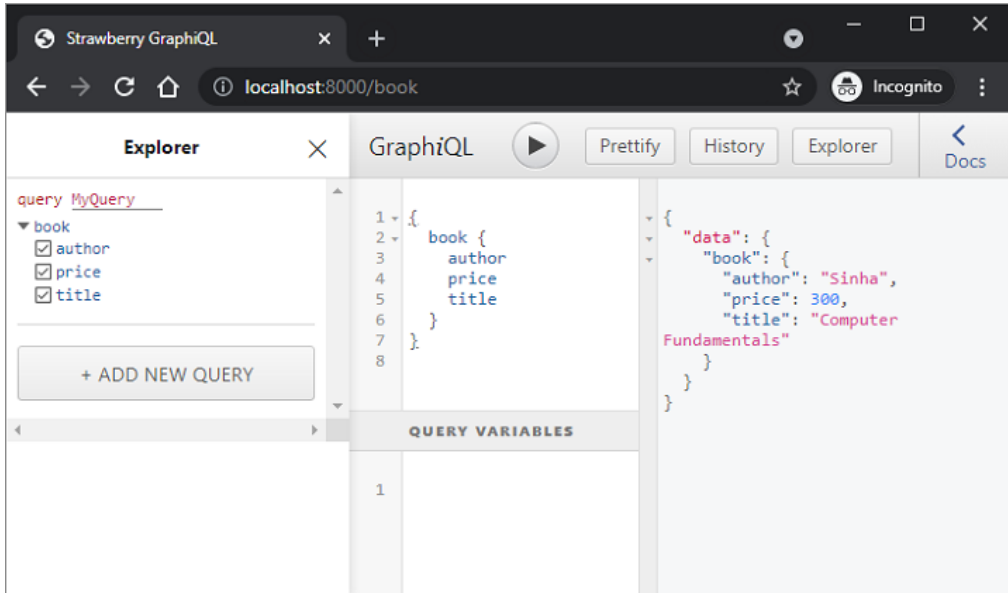 Strawberry GraphiQL
localhost:8000/book
Incognito
Explorer
query MyQuery
book
author
price
title
+ ADD NEW QUERY
GraphiQL
Prettify
History
Explorer
Docs
1 {
2 book {
3 author
4 price
5 title
6 }
7 }
8
QUERY VARIABLES
1
{
"data": {
"book": {
"author": "Sinha",
"price": 300,
"title": "Computer
Fundamentals"
}
}
}